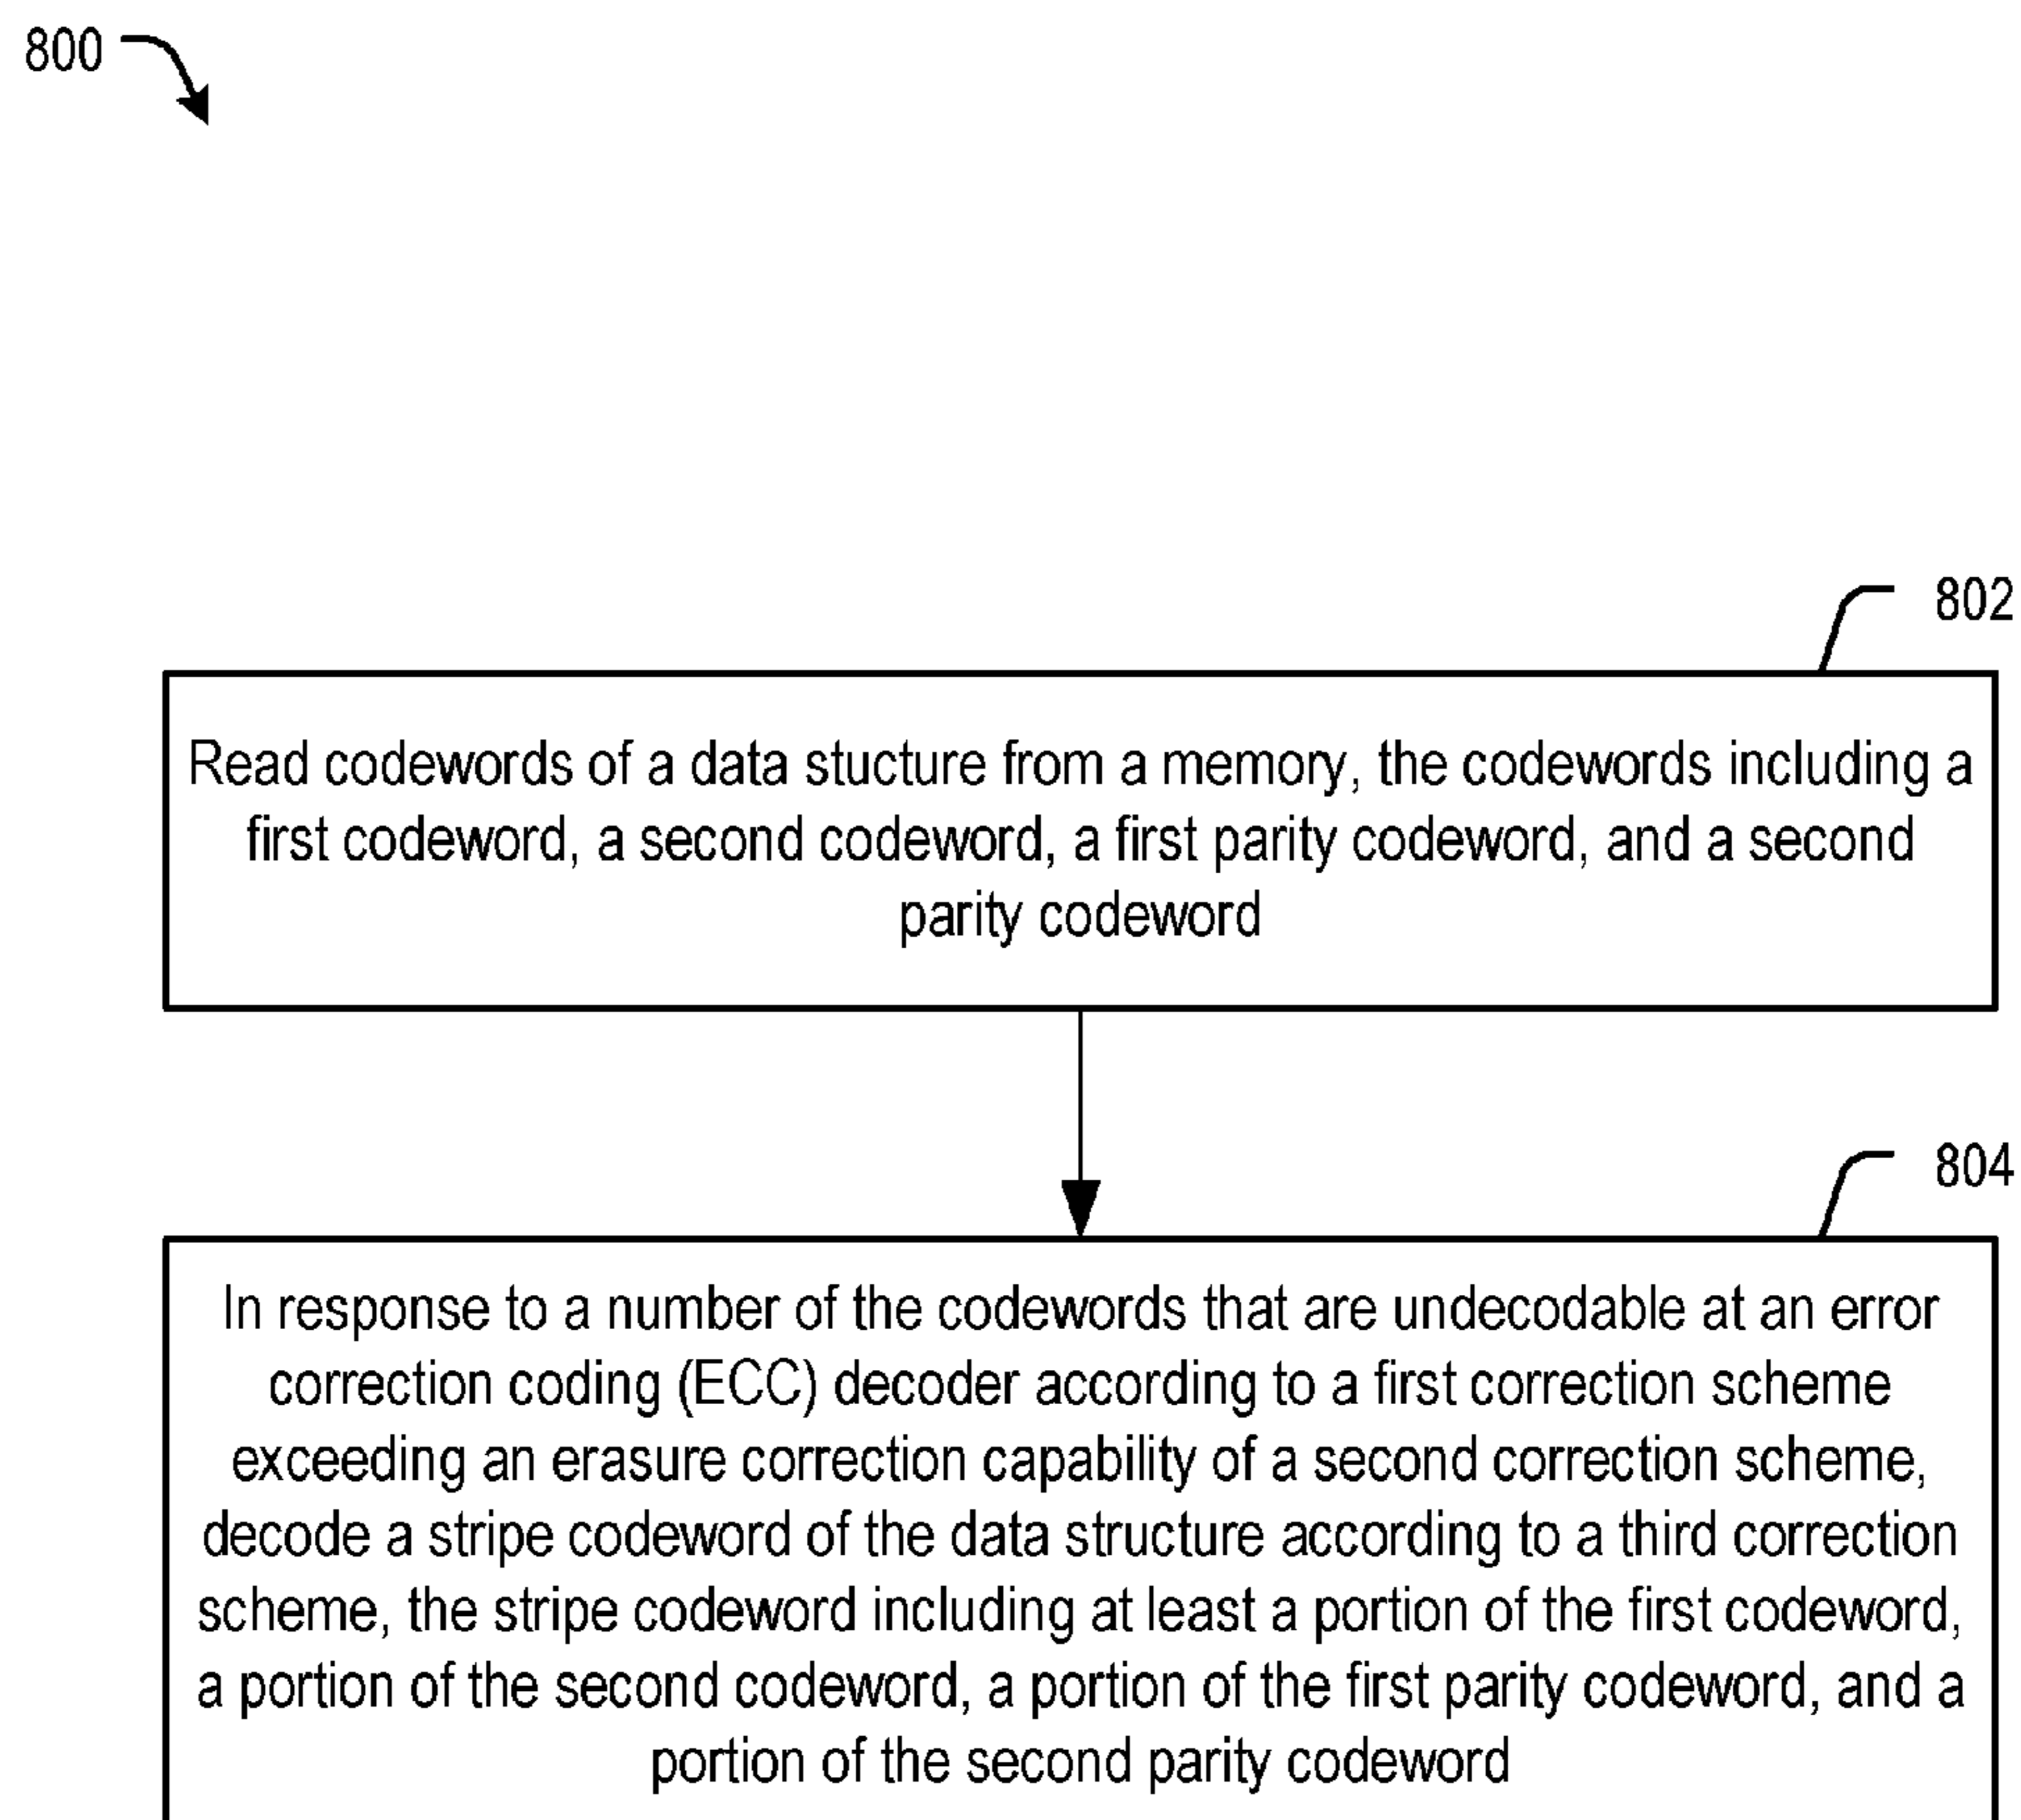 800
802
Read codewords of a data stucture from a memory, the codewords including a
first codeword, a second codeword, a first parity codeword, and a second
parity codeword
804
In response to a number of the codewords that are undecodable at an error
correction coding (ECC) decoder according to a first correction scheme
exceeding an erasure correction capability of a second correction scheme,
decode a stripe codeword of the data structure according to a third correction
scheme, the stripe codeword including at least a portion of the first codeword,
a portion of the second codeword, a portion of the first parity codeword, and a
portion of the second parity codeword